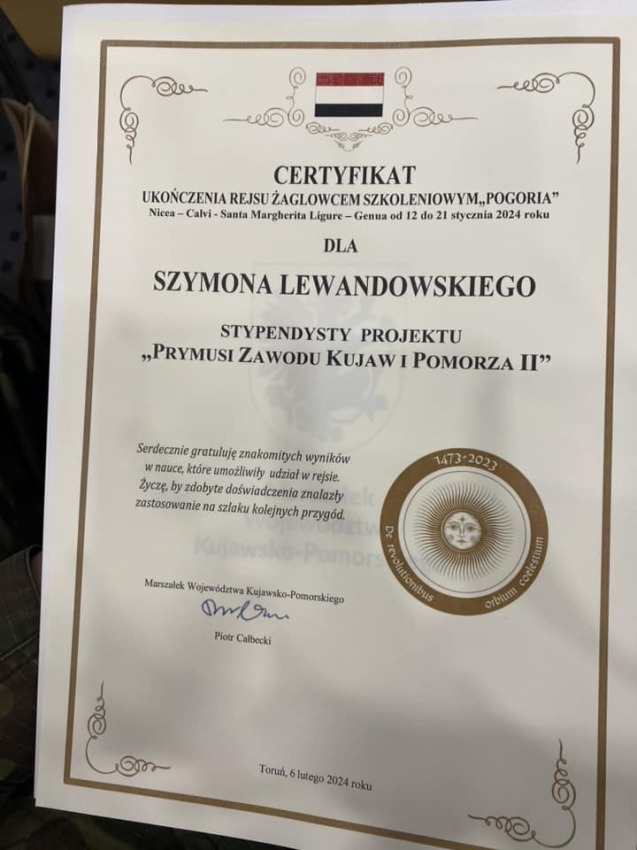 CERTYFIKAT
UKOŃCZENIA REJSU ŻAGLOWCEM SZKOLENIOWYM„POGORIA”
Nicea – Calvi - Santa Margherita Ligure – Genua od 12 do 21 stycznia 2024 roku
DLA
SZYMONA LEWANDOWSKIEGO
STYPENDYSTY PROJEKTU
„PRYMUSI ZAWODU KUJAW I POMORZA II”
Serdecznie gratuluję znakomitych wyników
w nauce, które umożliwiły udział w rejsie.
Życzę, by zdobyte doświadczenia znalazły
zastosowanie na szlaku kolejnych przygód.
1473-2023
De revolutionibus
orbium coelestium
Marszałek Województwa Kujawsko-Pomorskiego
Piotr Całbecki
Toruń, 6 lutego 2024 roku